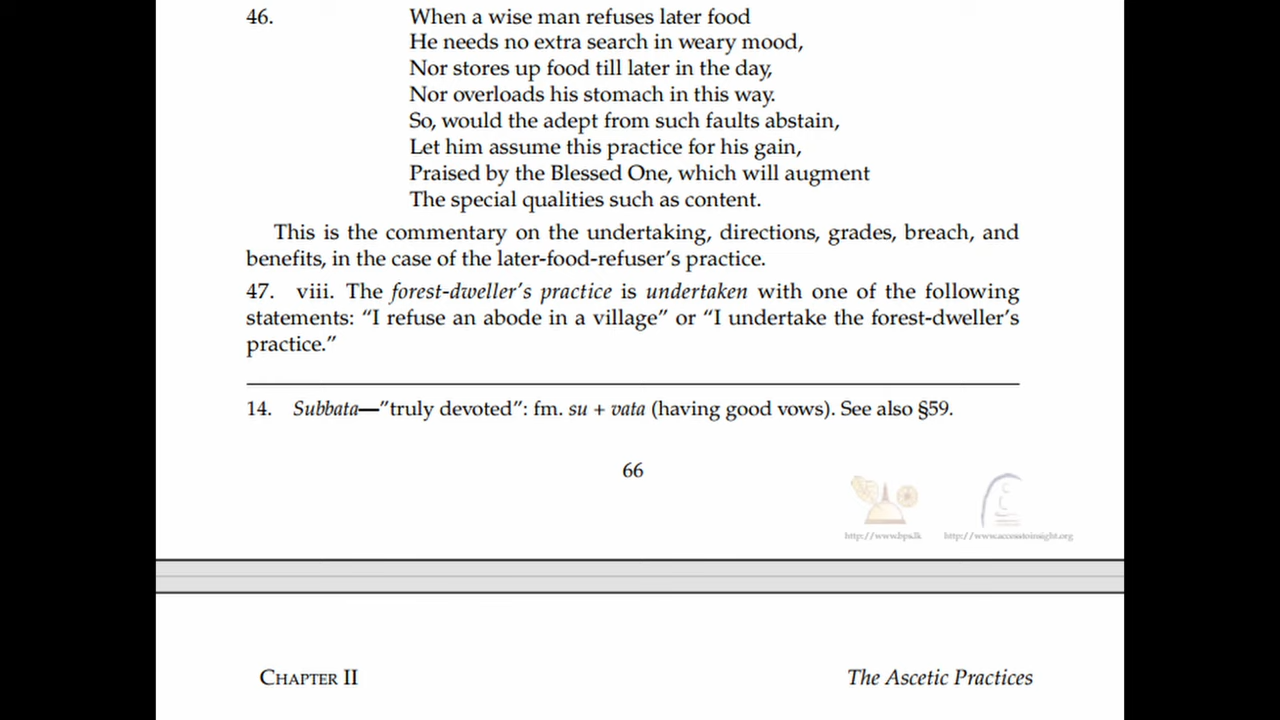 46. When a wise man refuses later food
He needs no extra search in weary mood,
Nor stores up food till later in the day,
Nor overloads his stomach in this way.
So, would the adept from such faults abstain,
Let him assume this practice for his gain,
Praised by the Blessed One, which will augment
The special qualities such as content.
This is the commentary on the undertaking, directions, grades, breach, and
benefits, in the case of the later-food-refuser’s practice.
47. viii. The forest-dweller’s practice is undertaken with one of the following
statements: “I refuse an abode in a village” or “I undertake the forest-dweller’s
practice.”
14. Subbata—”truly devoted”: fm. su + vata (having good vows). See also §59.
66
http://www.bps.lk http://www.accesstoinsight.org
CHAPTER II The Ascetic Practices